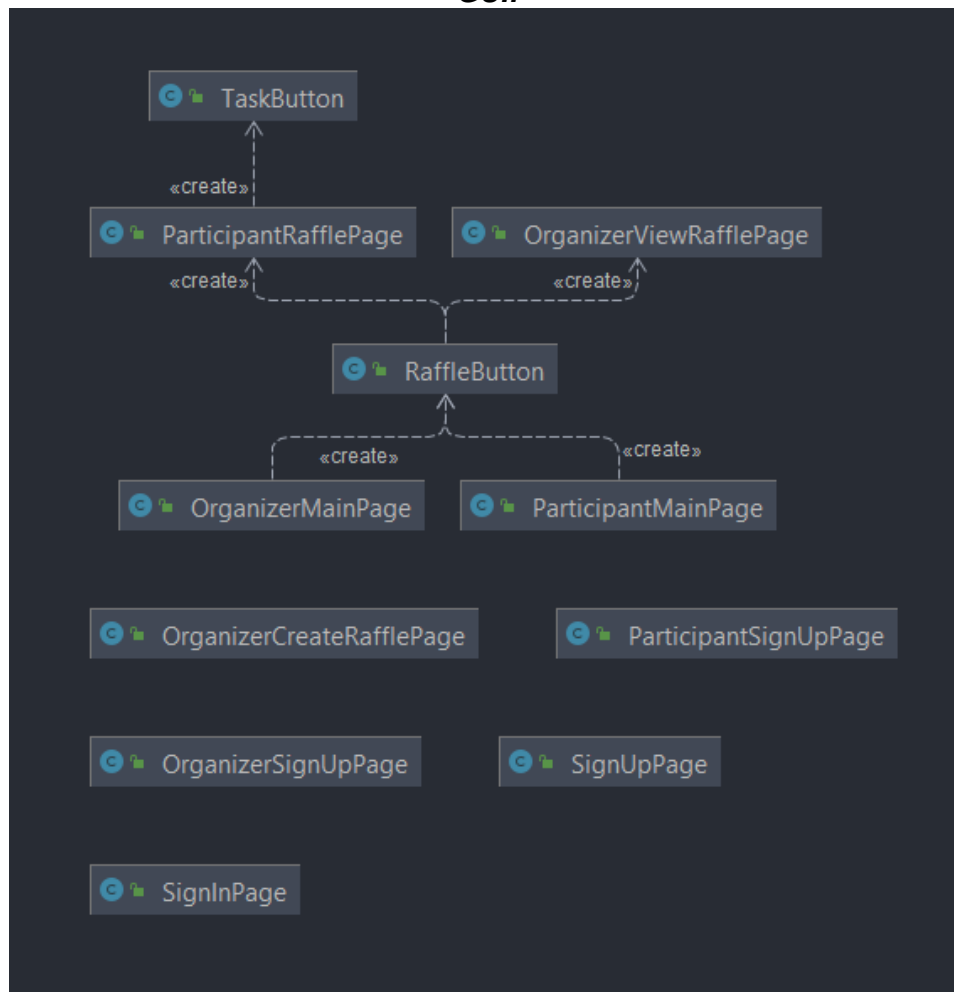 TaskButton
«create»
ParticipantRafflePage
OrganizerViewRafflePage
«create»
«create»
RaffleButton
«create»
«create»
OrganizerMainPage
ParticipantMainPage
OrganizerCreateRafflePage
ParticipantSignUpPage
OrganizerSignUpPage
SignUpPage
SignInPage